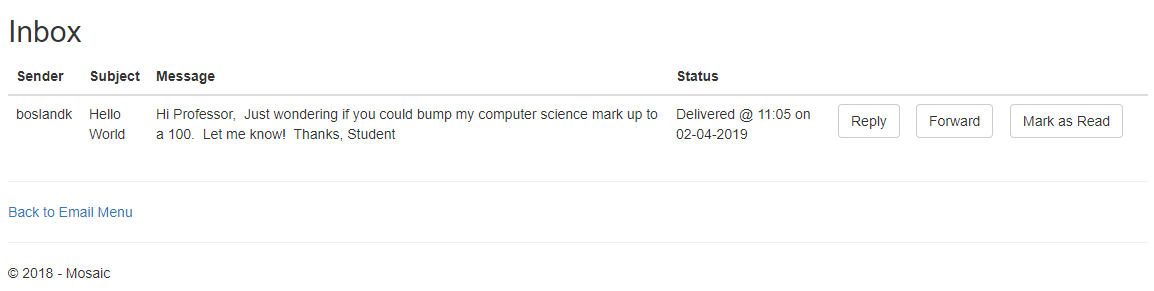 Inbox
Sender Subject Message Status
boslandk Hello Hi Professor,  Just wondering if you could bump my computer science mark up to Delivered @ 11:05 on Reply Forward Mark as Read
World a 100.  Let me know!  Thanks, Student 02-04-2019
Back to Email Menu
© 2018 - Mosaic